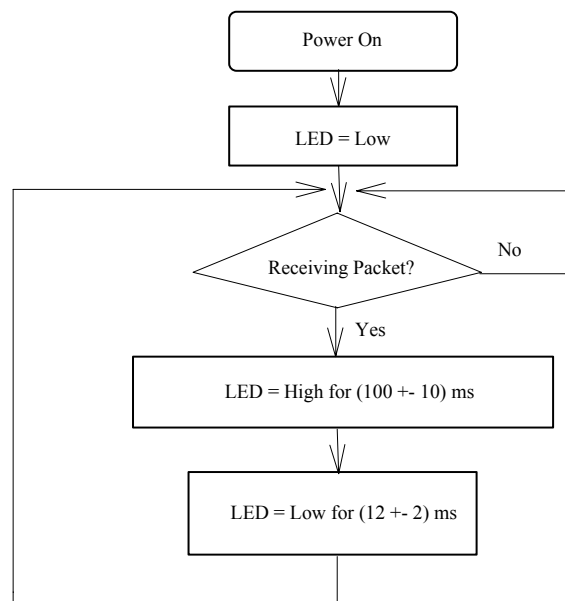 Power On
LED = Low
Receiving Packet?
No
Yes
LED = High for (100 +- 10) ms
LED = Low for (12 +- 2) ms